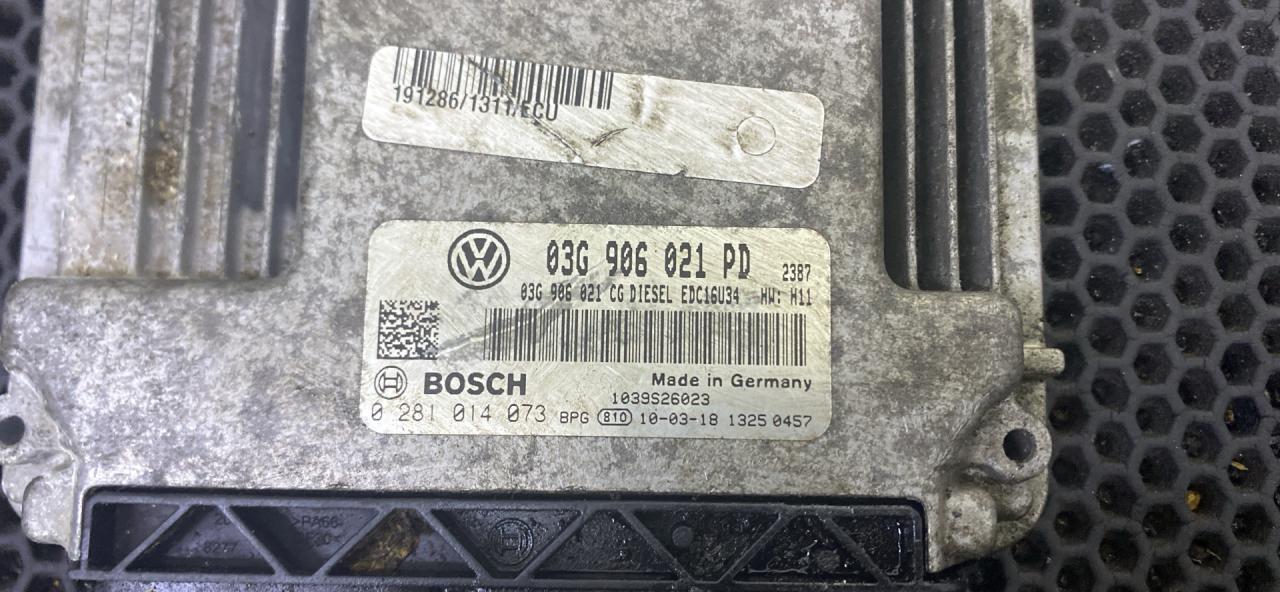 191286/1311/ECU
03G 906 021 PD 2387
03G 906 021 CG DIESEL EDC16U34 HW: H11
BOSCH Made in Germany
1039S26023
0 281 014 073 BPG 810 10-03-18 1325 0457
>PA66-